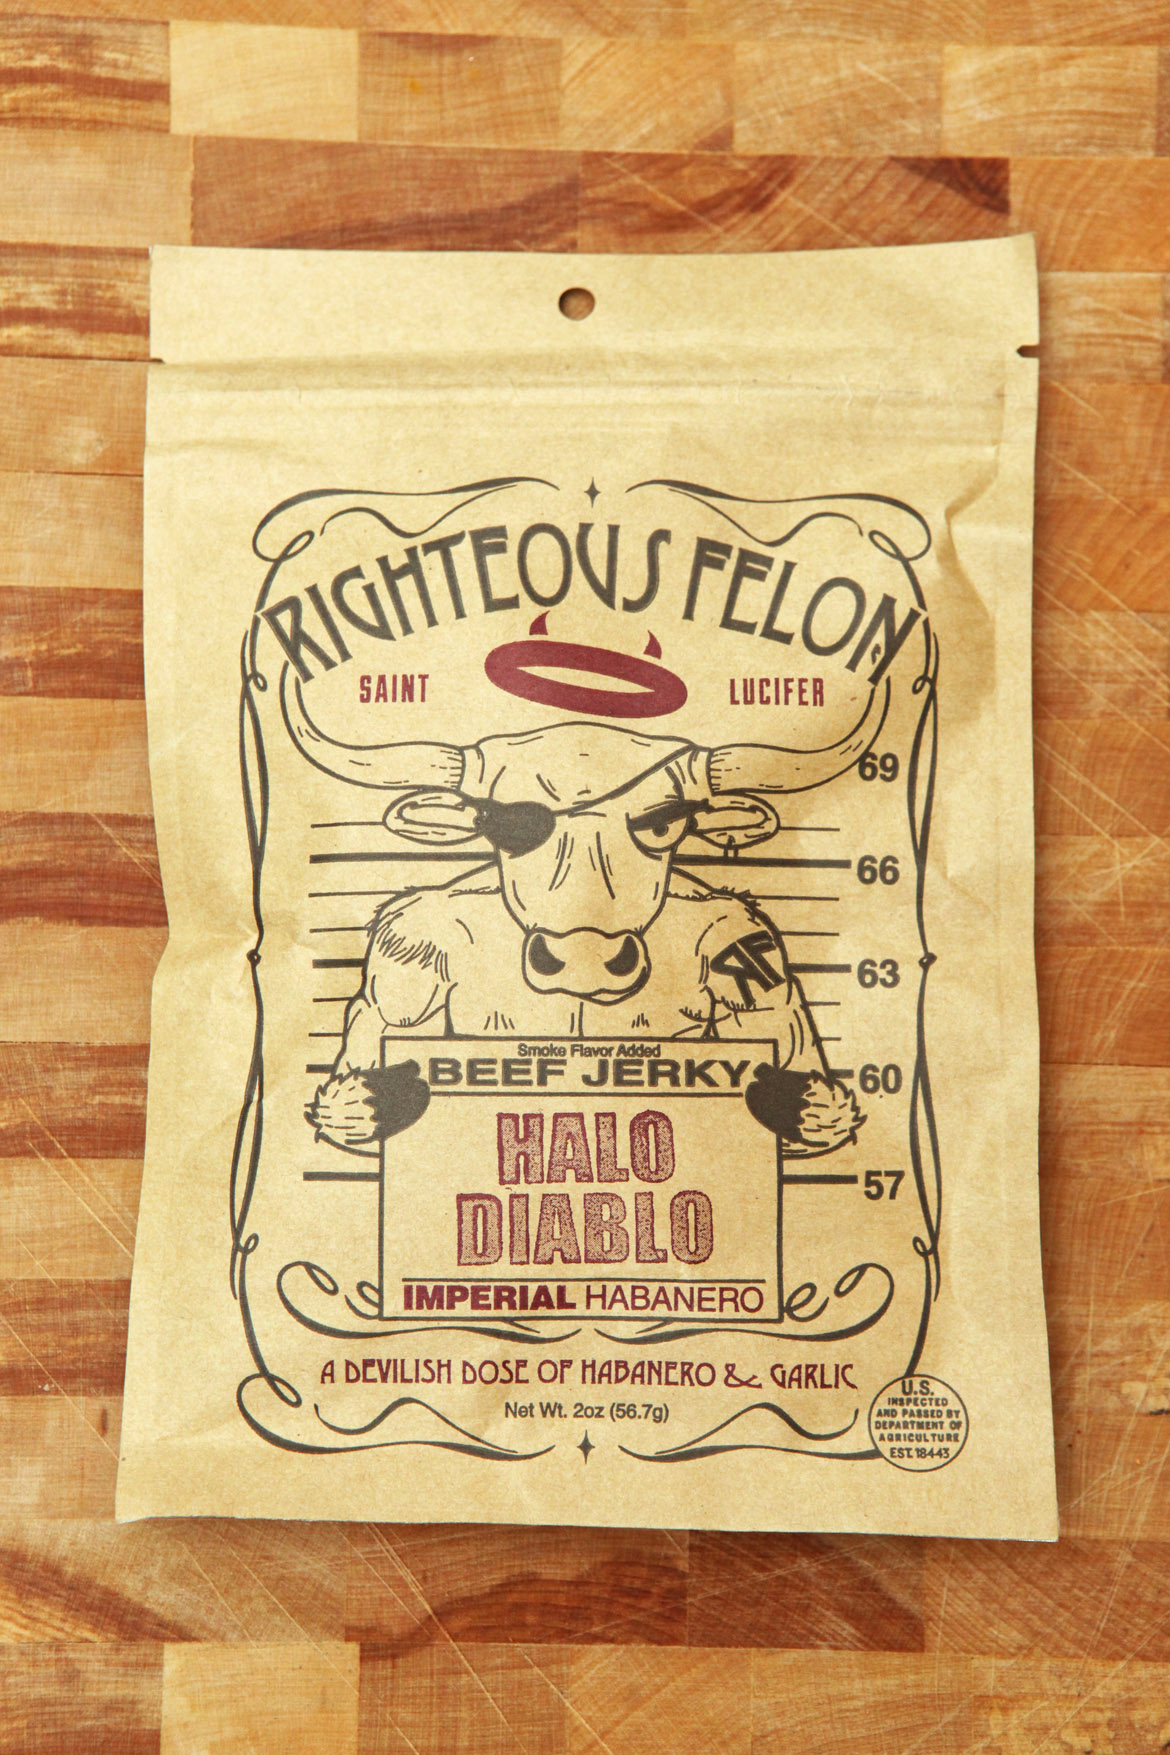 RIGHTEOUS FELON
SAINT LUCIFER
69
66
RF
63
Smoke Flavor Added
BEEF JERKY
60
HALO
DIABLO
57
IMPERIAL HABANERO
A DEVILISH DOSE OF HABANERO & GARLIC
Net Wt. 2oz (56.7g)
U.S.
INSPECTED
AND PASSED BY
DEPARTMENT OF
AGRICULTURE
EST. 18443